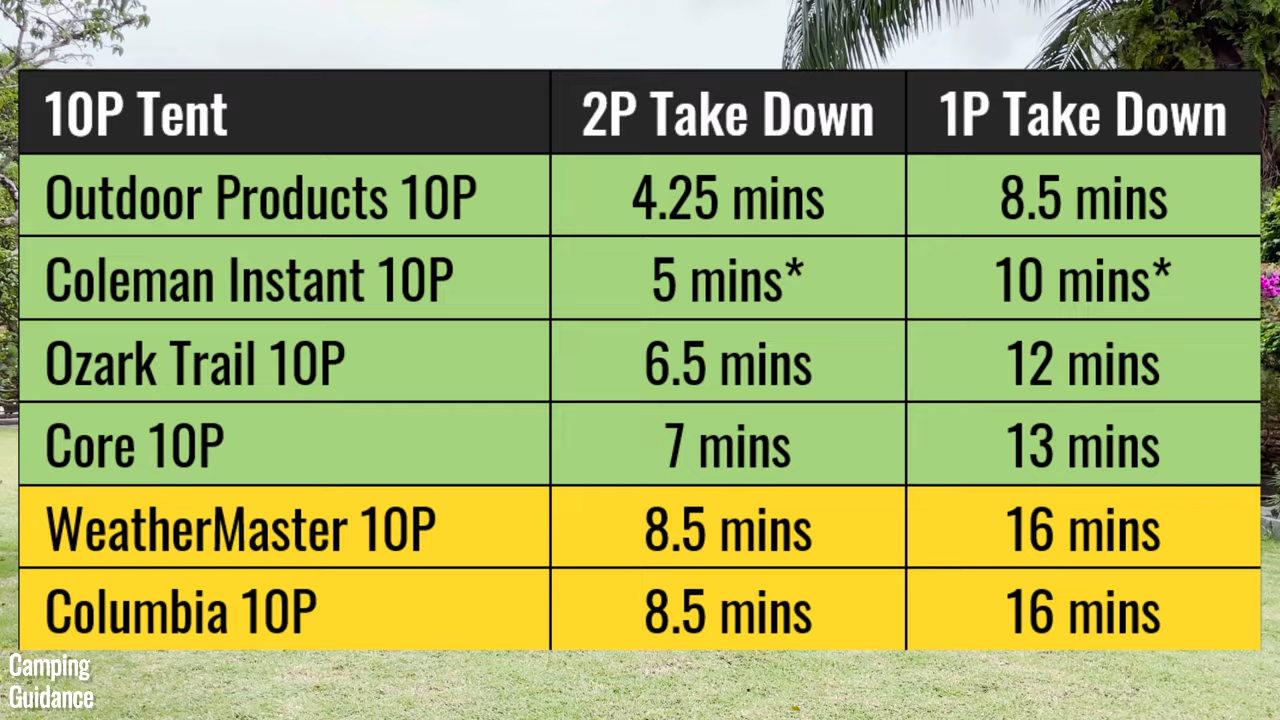 10P Tent 2P Take Down 1P Take Down
Outdoor Products 10P 4.25 mins 8.5 mins
Coleman Instant 10P 5 mins* 10 mins*
Ozark Trail 10P 6.5 mins 12 mins
Core 10P 7 mins 13 mins
WeatherMaster 10P 8.5 mins 16 mins
Columbia 10P 8.5 mins 16 mins
Camping
Guidance